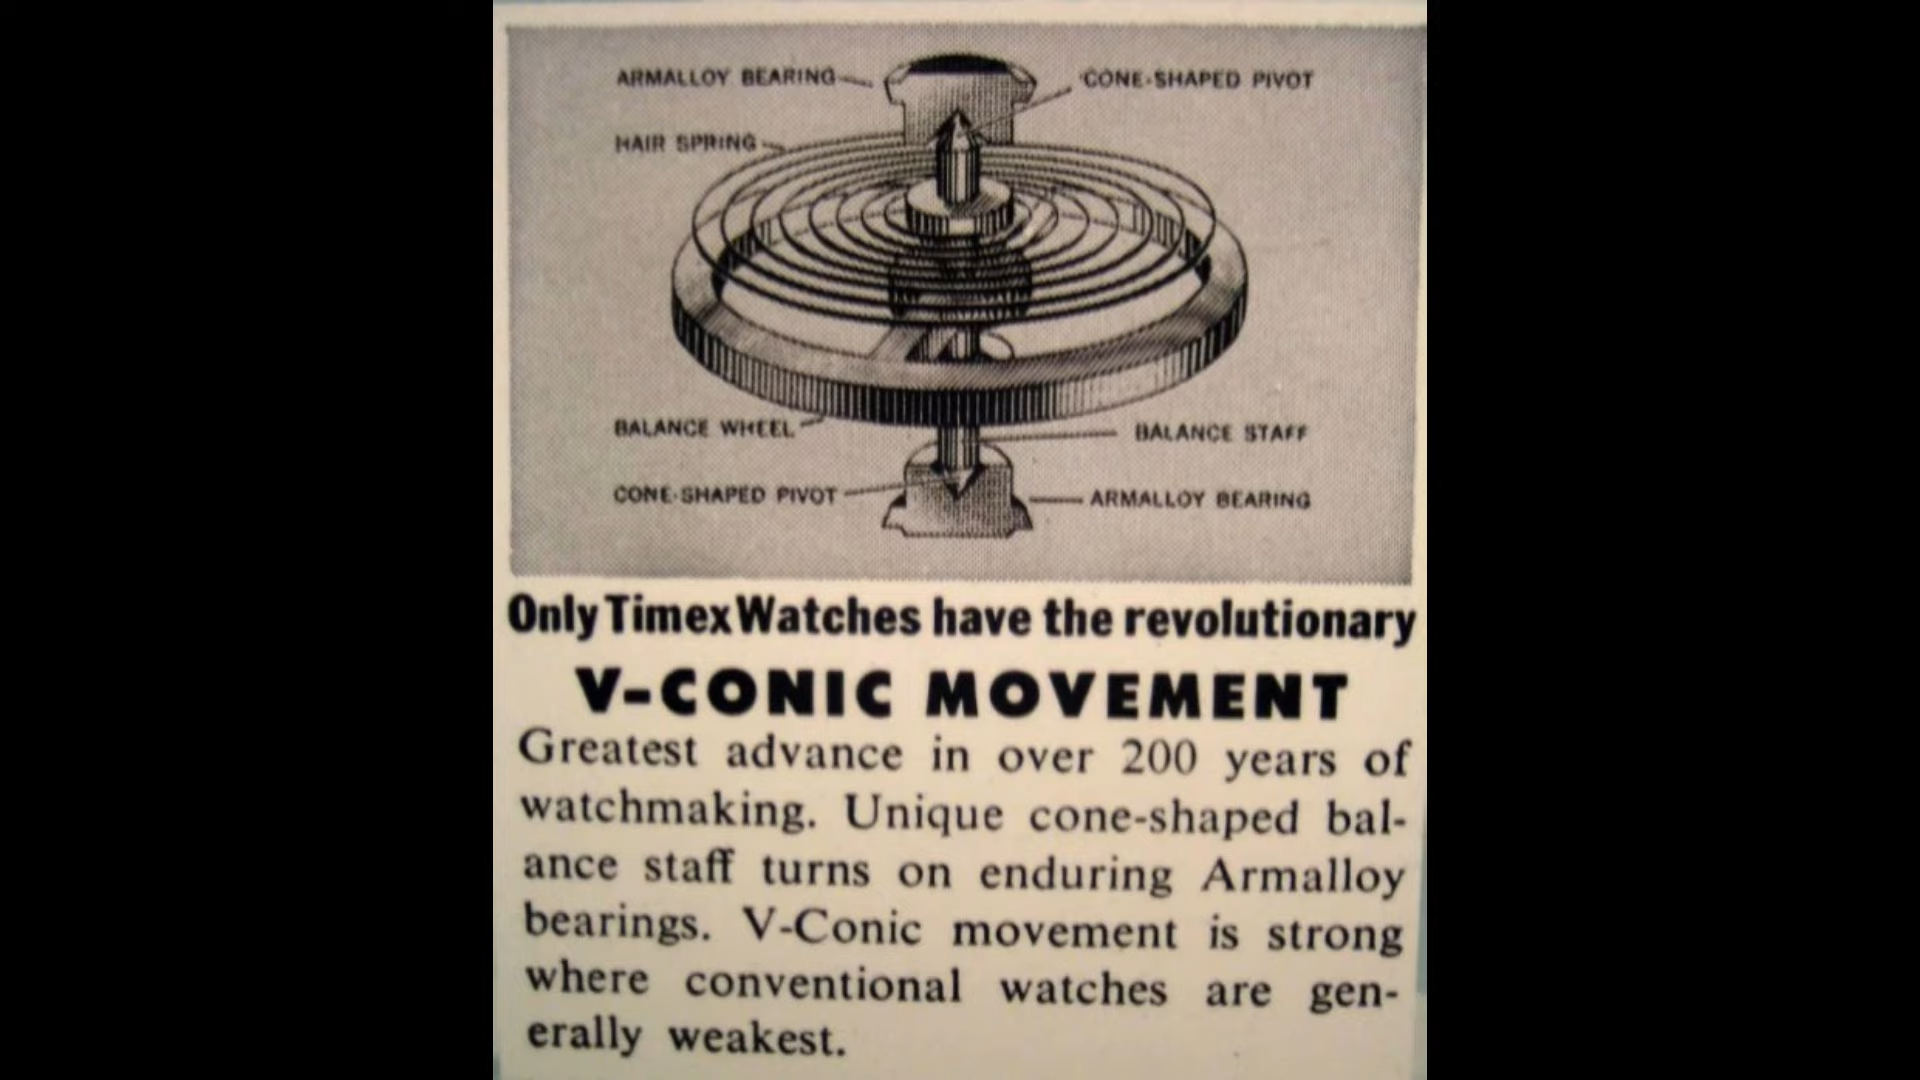 ARMALLOY BEARING
CONE-SHAPED PIVOT
HAIR SPRING
BALANCE WHEEL
BALANCE STAFF
CONE-SHAPED PIVOT
ARMALLOY BEARING
Only Timex Watches have the revolutionary
V-CONIC MOVEMENT
Greatest advance in over 200 years of
watchmaking. Unique cone-shaped bal-
ance staff turns on enduring Armalloy
bearings. V-Conic movement is strong
where conventional watches are gen-
erally weakest.